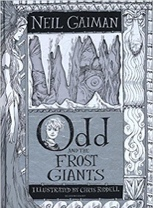 NEIL GAIMAN
ODD
AND THE
FROST
GIANTS
ILLUSTRATED BY CHRIS RIDDELL